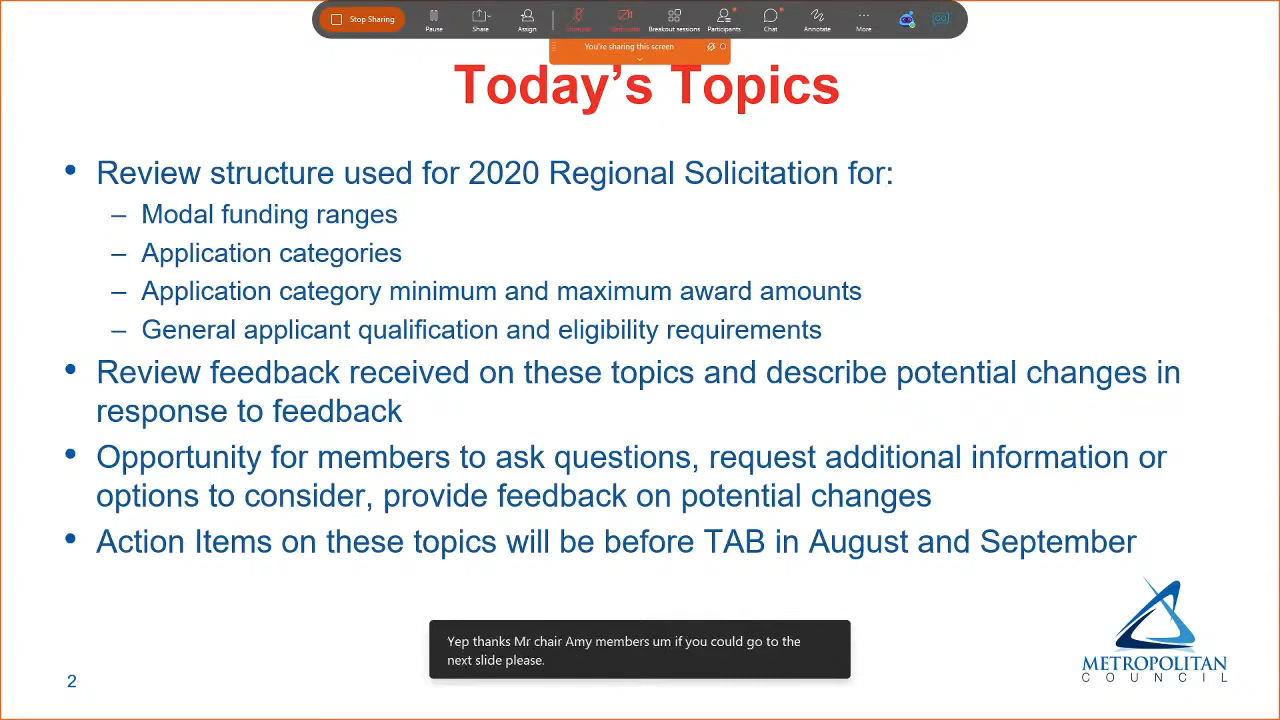 Stop Sharing
Pause
Share
Assign
Breakout sessions
Participants
Chat
Annotate
More
You're sharing this screen
Today's Topics
• Review structure used for 2020 Regional Solicitation for:
– Modal funding ranges
– Application categories
– Application category minimum and maximum award amounts
– General applicant qualification and eligibility requirements
• Review feedback received on these topics and describe potential changes in
response to feedback
• Opportunity for members to ask questions, request additional information or
options to consider, provide feedback on potential changes
• Action Items on these topics will be before TAB in August and September
Yep thanks Mr chair Amy members um if you could go to the
next slide please.
METROPOLITAN
COUNCIL
2